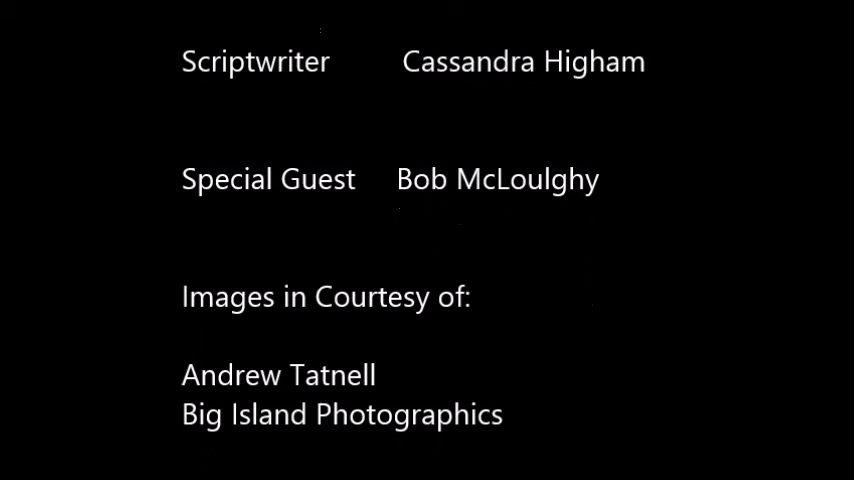 Scriptwriter Cassandra Higham
Special Guest Bob McLoulghy
Images in Courtesy of:
Andrew Tatnell
Big Island Photographics